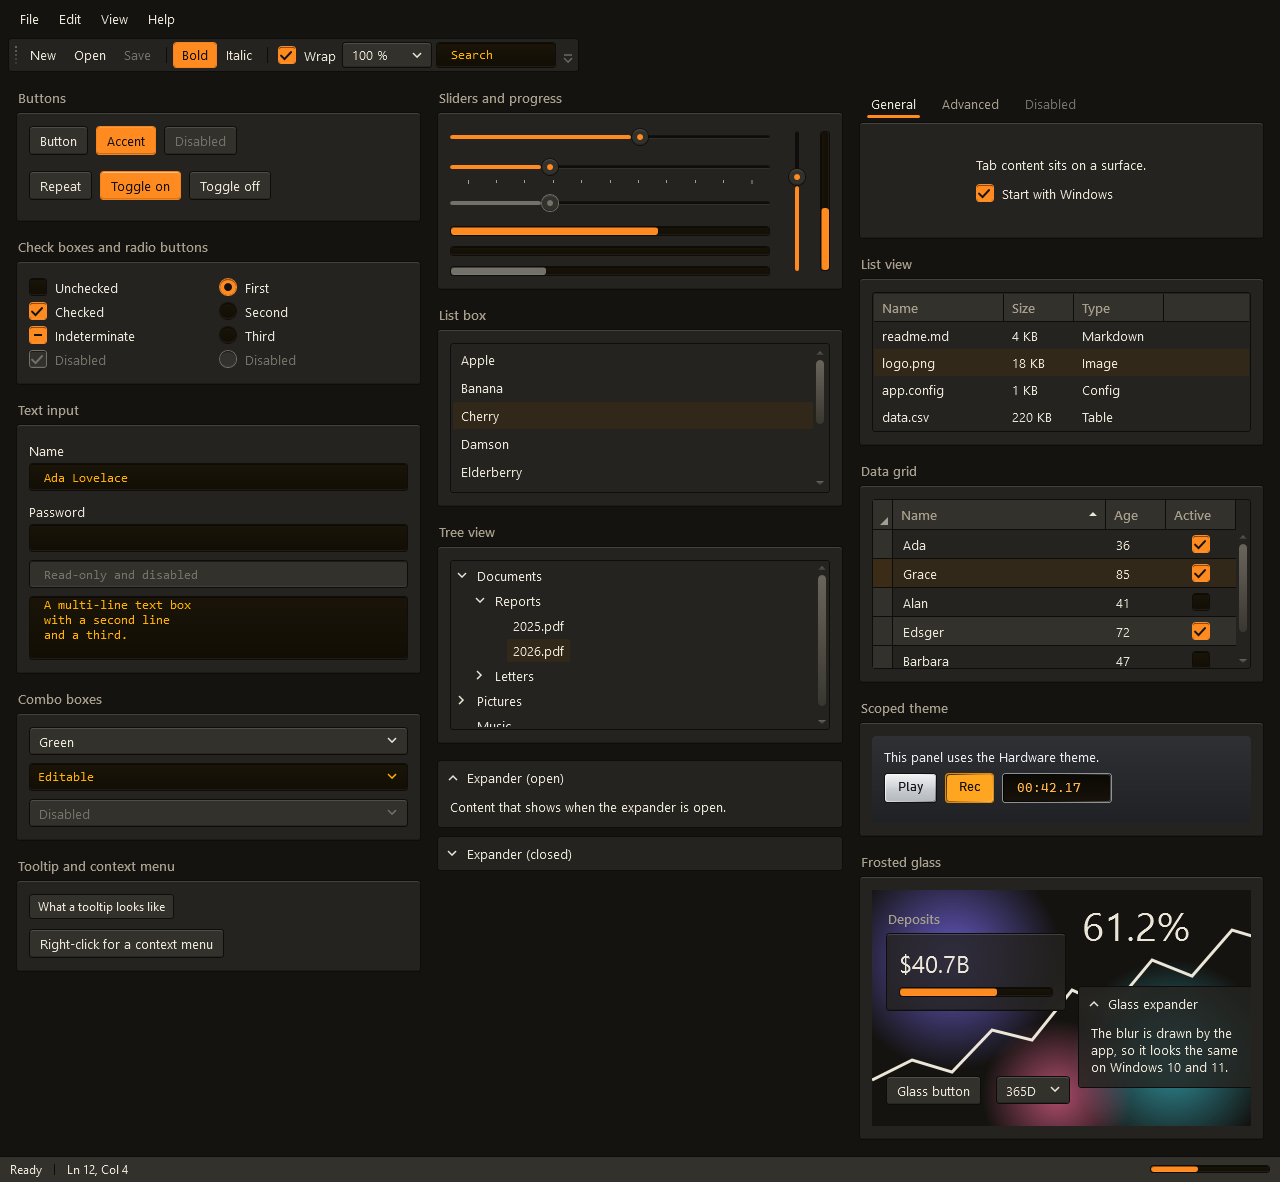 File Edit View Help
New Open Save Bold Italic Wrap 100 % Search
Buttons
Button Accent Disabled
Repeat Toggle on Toggle off
Check boxes and radio buttons
Unchecked First
Checked Second
Indeterminate Third
Disabled Disabled
Text input
Name
Ada Lovelace
Password
Read-only and disabled
A multi-line text box
with a second line
and a third.
Combo boxes
Green
Editable
Disabled
Tooltip and context menu
What a tooltip looks like
Right-click for a context menu
Sliders and progress
List box
Apple
Banana
Cherry
Damson
Elderberry
Tree view
Documents
Reports
2025.pdf
2026.pdf
Letters
Pictures
Music
Expander (open)
Content that shows when the expander is open.
Expander (closed)
General Advanced Disabled
Tab content sits on a surface.
Start with Windows
List view
Name Size Type
readme.md 4 KB Markdown
logo.png 18 KB Image
app.config 1 KB Config
data.csv 220 KB Table
Data grid
Name Age Active
Ada 36
Grace 85
Alan 41
Edsger 72
Barbara 47
Scoped theme
This panel uses the Hardware theme.
Play Rec 00:42.17
Frosted glass
Deposits
61.2%
$40.7B
Glass expander
The blur is drawn by the
app, so it looks the same
on Windows 10 and 11.
Glass button 365D
Ready Ln 12, Col 4